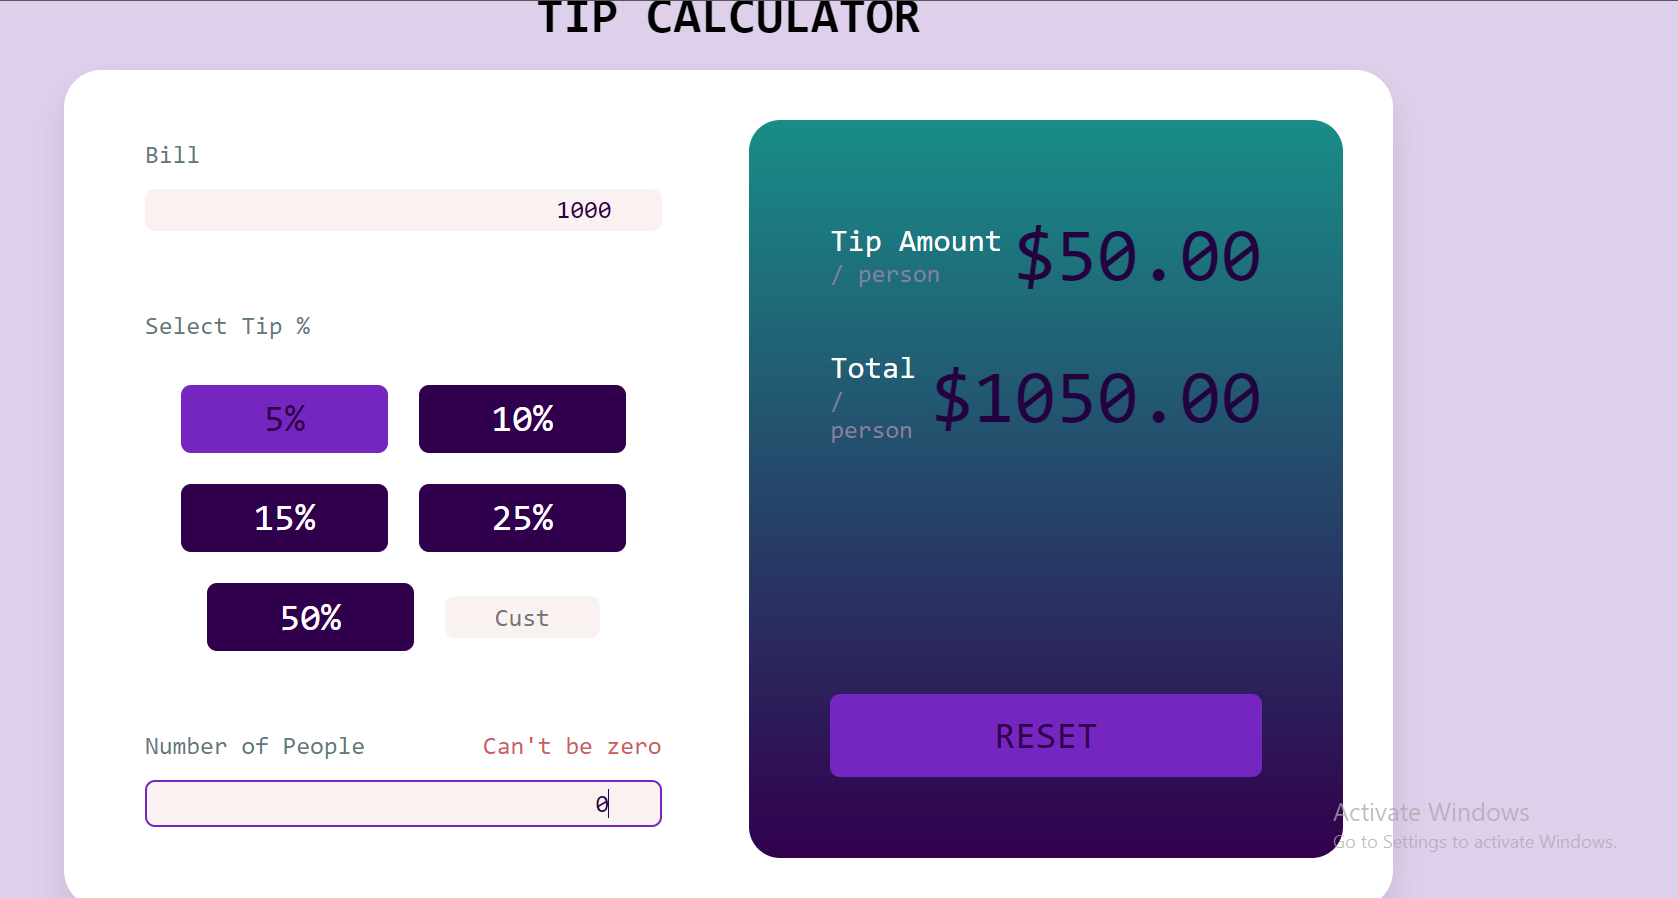 TIP CALCULATOR
Bill
1000
Select Tip %
5%
10%
15%
25%
50%
Cust
Number of People
Can't be zero
0
Tip Amount
/ person
$50.00
Total
/
person
$1050.00
RESET
Activate Windows
Go to Settings to activate Windows.